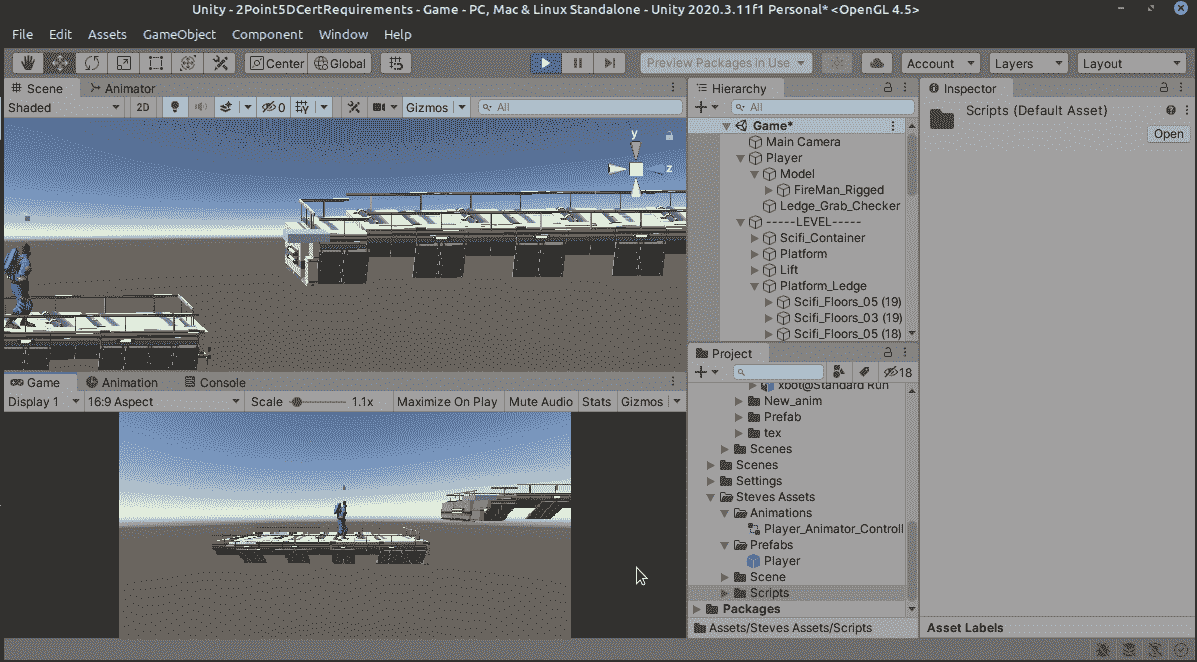 Unity - 2Point5DCertRequirements - Game - PC, Mac & Linux Standalone - Unity 2020.3.11f1 Personal* <OpenGL 4.5>
File Edit Assets GameObject Component Window Help
Center Global Preview Packages in Use Account Layers Layout
Scene Animator
Shaded 2D 0 Gizmos All
y
z
Game Animation Console
Display 1 16:9 Aspect Scale 1.1x Maximize On Play Mute Audio Stats Gizmos
Hierarchy
All
Game*
Main Camera
Player
Model
FireMan_Rigged
Ledge_Grab_Checker
-----LEVEL-----
Scifi_Container
Platform
Lift
Platform_Ledge
Scifi_Floors_05 (19)
Scifi_Floors_03 (19)
Scifi_Floors_05 (18)
Project
18
xbot@Standard Run
New_anim
Prefab
tex
Scenes
Scenes
Settings
Steves Assets
Animations
Player_Animator_Controll
Prefabs
Player
Scene
Scripts
Packages
Assets/Steves Assets/Scripts
Inspector
Scripts (Default Asset)
Open
Asset Labels